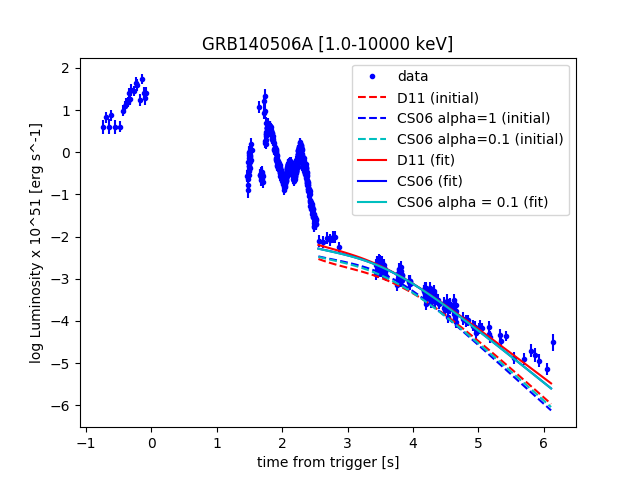 GRB140506A [1.0-10000 keV]
log Luminosity x 10^51 [erg s^-1]
2
1
0
−1
−2
−3
−4
−5
−6
data
D11 (initial)
CS06 alpha=1 (initial)
CS06 alpha=0.1 (initial)
D11 (fit)
CS06 (fit)
CS06 alpha = 0.1 (fit)
−1 0 1 2 3 4 5 6
time from trigger [s]